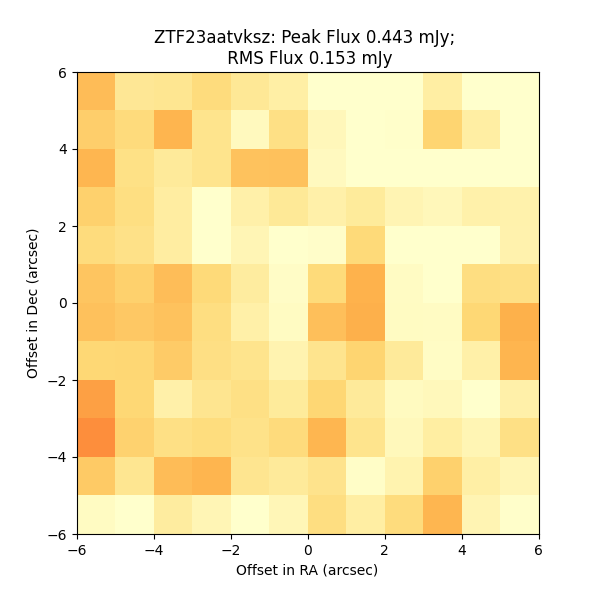 ZTF23aatvksz: Peak Flux 0.443 mJy;
RMS Flux 0.153 mJy
6
4
2
0
−2
−4
−6
Offset in Dec (arcsec)
−6 −4 −2 0 2 4 6
Offset in RA (arcsec)